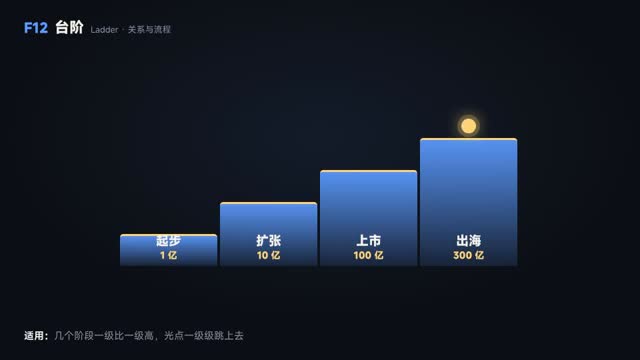 F12 台阶 Ladder · 关系与流程
起步 扩张 上市 出海
1 亿 10 亿 100 亿 300 亿
适用：几个阶段一级比一级高，光点一级级跳上去